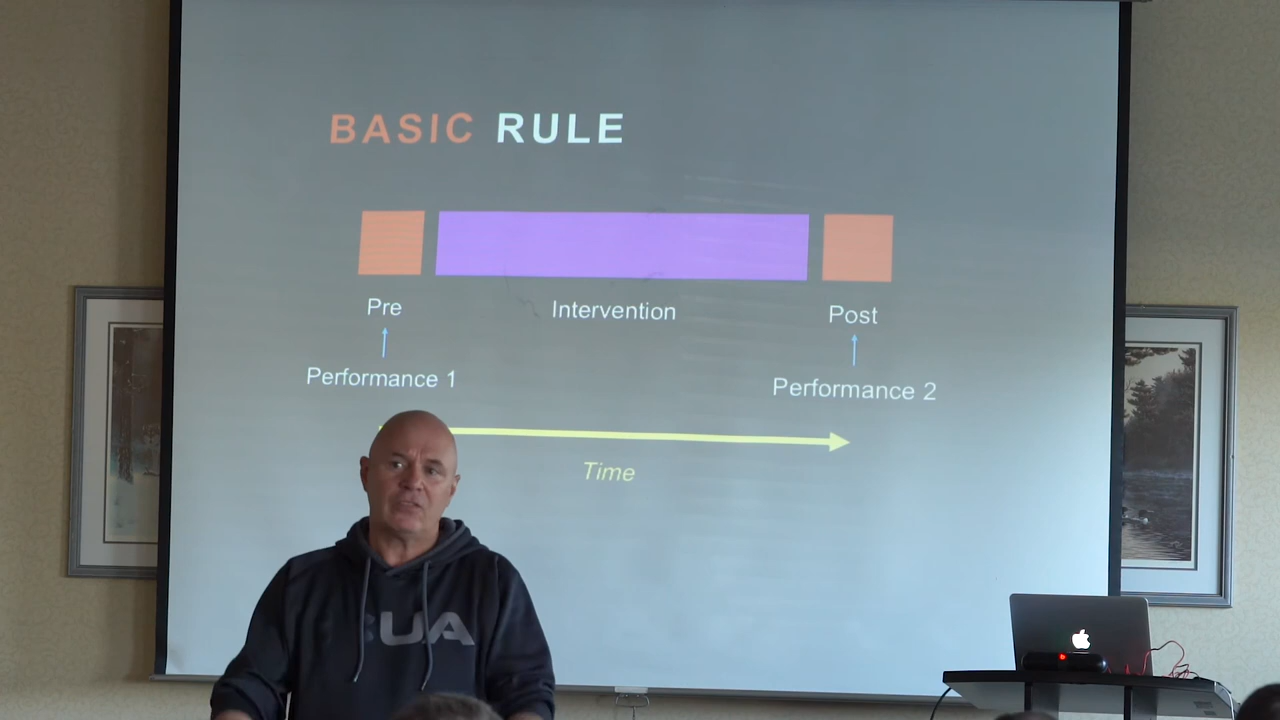 BASIC RULE
Pre Intervention Post
Performance 1 Performance 2
Time
UA